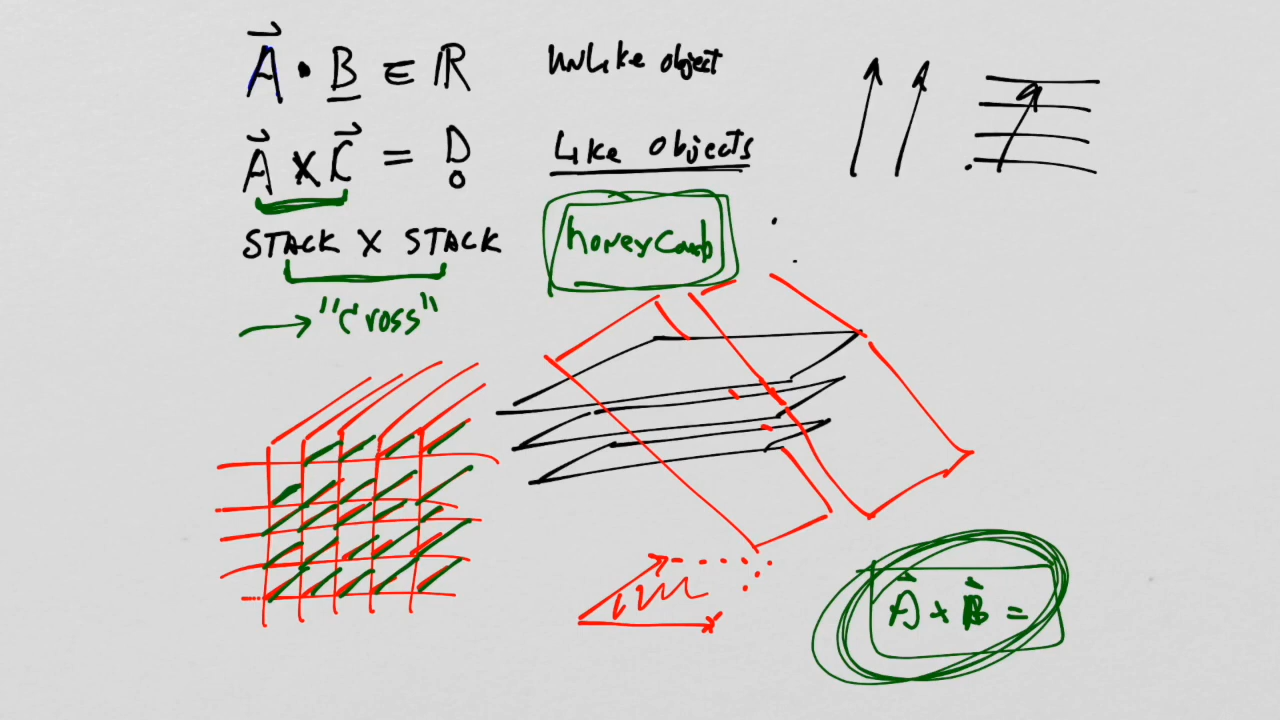 A⃗ · B̲ ∈ ℝ
Unlike object
A⃗ × C⃗ = D
Like objects
STACK X STACK
honeycomb
"Cross"
A⃗ × B⃗ =